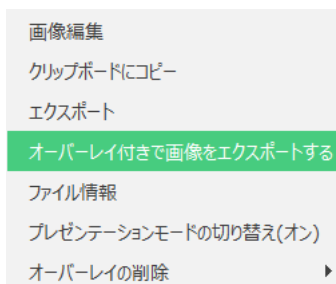 画像編集
クリップボードにコピー
エクスポート
オーバーレイ付きで画像をエクスポートする
ファイル情報
プレゼンテーションモードの切り替え(オン)
オーバーレイの削除